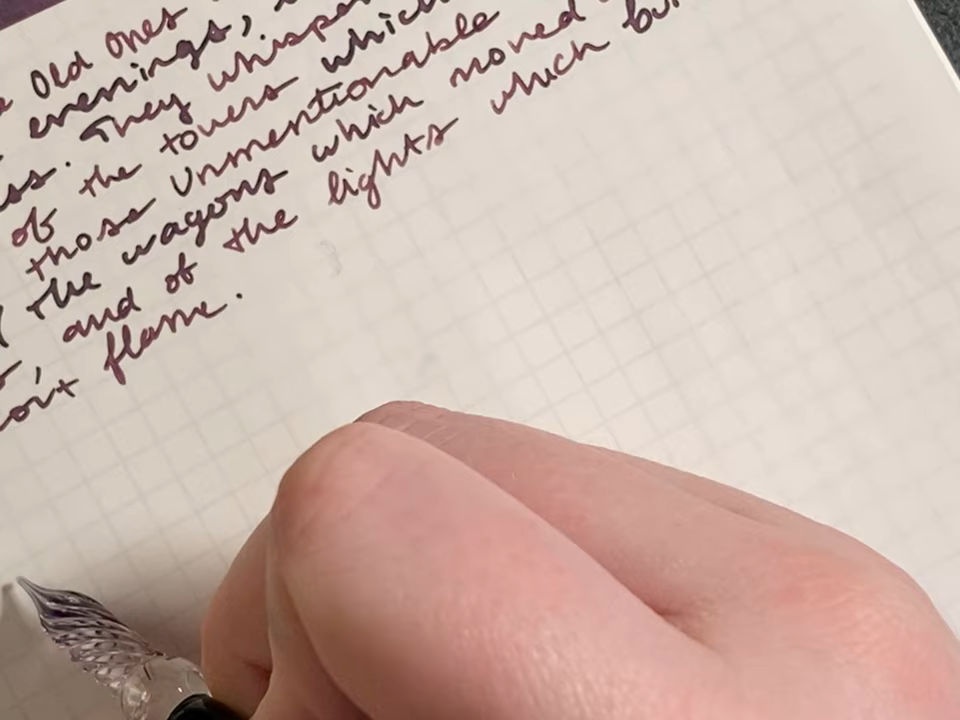 Old Ones
evenings,
. They whisper
of the towers which
those Unmentionable
the wagons which moved
, and of the lights which bu
flame.